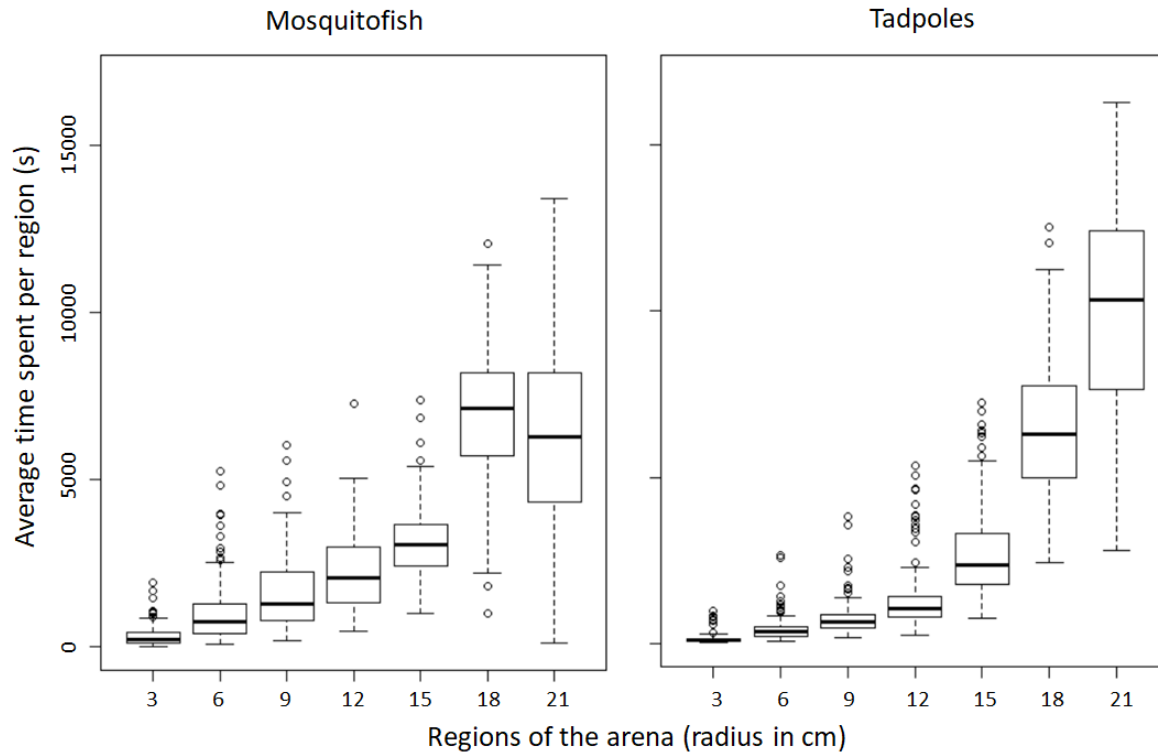 Mosquitofish
Tadpoles
Average time spent per region (s)
15000
10000
5000
0
3 6 9 12 15 18 21
3 6 9 12 15 18 21
Regions of the arena (radius in cm)